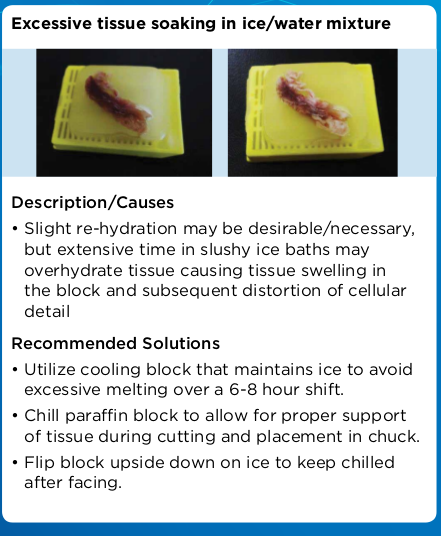 Excessive tissue soaking in ice/water mixture
Description/Causes
• Slight re-hydration may be desirable/necessary,
but extensive time in slushy ice baths may
overhydrate tissue causing tissue swelling in
the block and subsequent distortion of cellular
detail
Recommended Solutions
• Utilize cooling block that maintains ice to avoid
excessive melting over a 6-8 hour shift.
• Chill paraffin block to allow for proper support
of tissue during cutting and placement in chuck.
• Flip block upside down on ice to keep chilled
after facing.